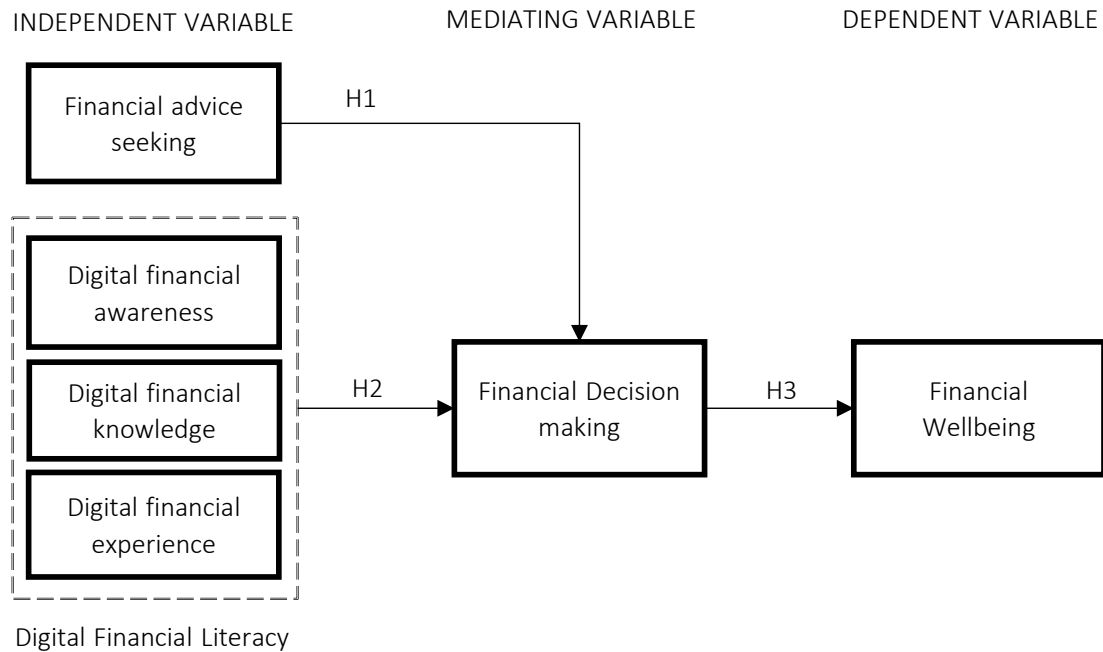 INDEPENDENT VARIABLE
MEDIATING VARIABLE
DEPENDENT VARIABLE
Financial advice
seeking
H1
Digital financial
awareness
Digital financial
knowledge
Digital financial
experience
Digital Financial Literacy
H2
Financial Decision
making
H3
Financial
Wellbeing